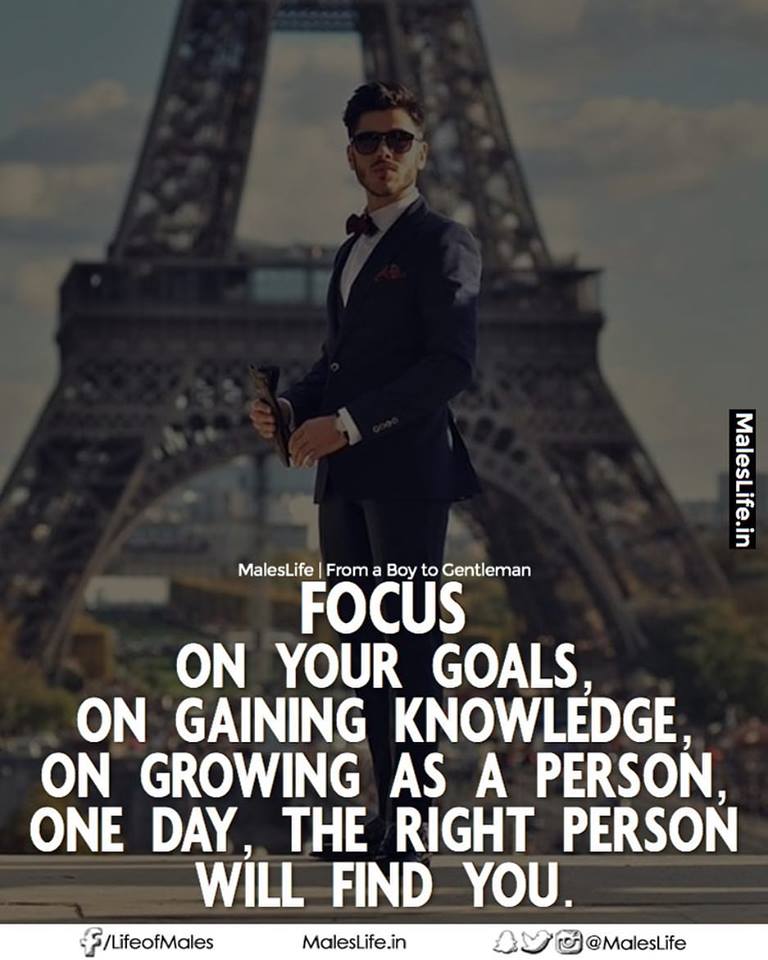 MalesLife.in
MalesLife | From a Boy to Gentleman
FOCUS
ON YOUR GOALS,
ON GAINING KNOWLEDGE,
ON GROWING AS A PERSON,
ONE DAY, THE RIGHT PERSON
WILL FIND YOU.
f/LifeofMales
MalesLife.in
@MalesLife